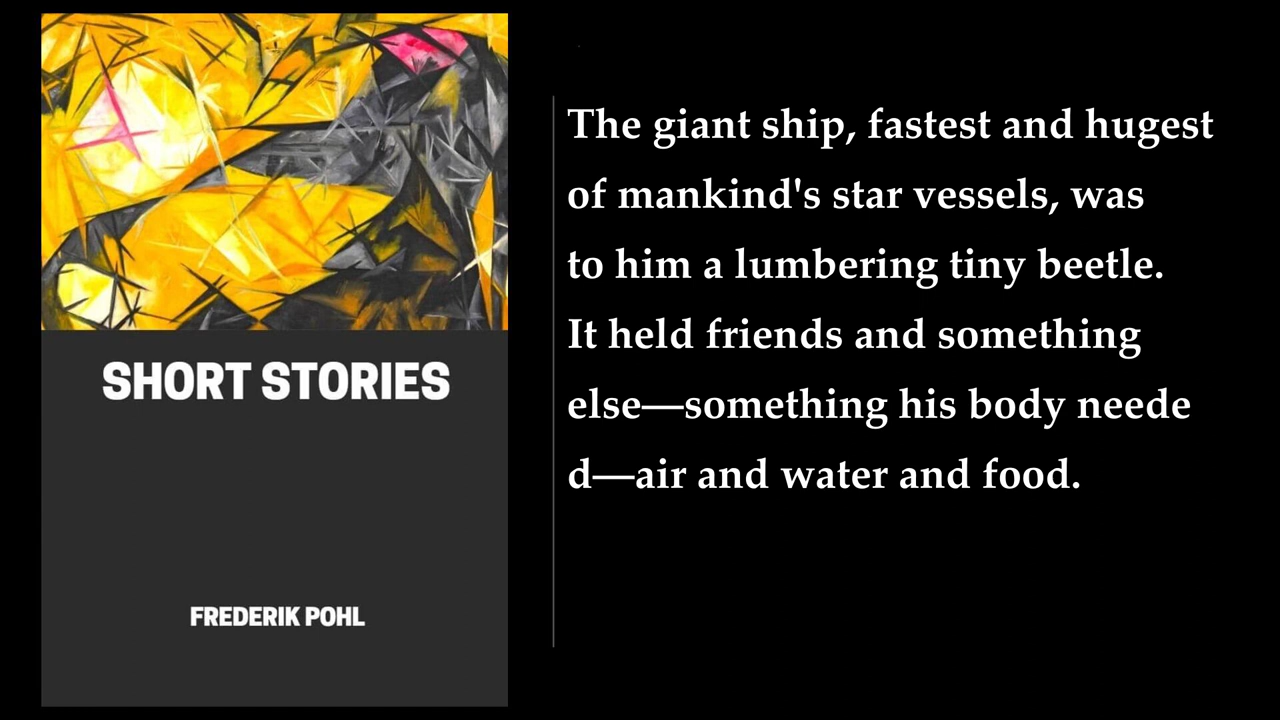 SHORT STORIES
FREDERIK POHL
The giant ship, fastest and hugest
of mankind's star vessels, was
to him a lumbering tiny beetle.
It held friends and something
else—something his body neede
d—air and water and food.